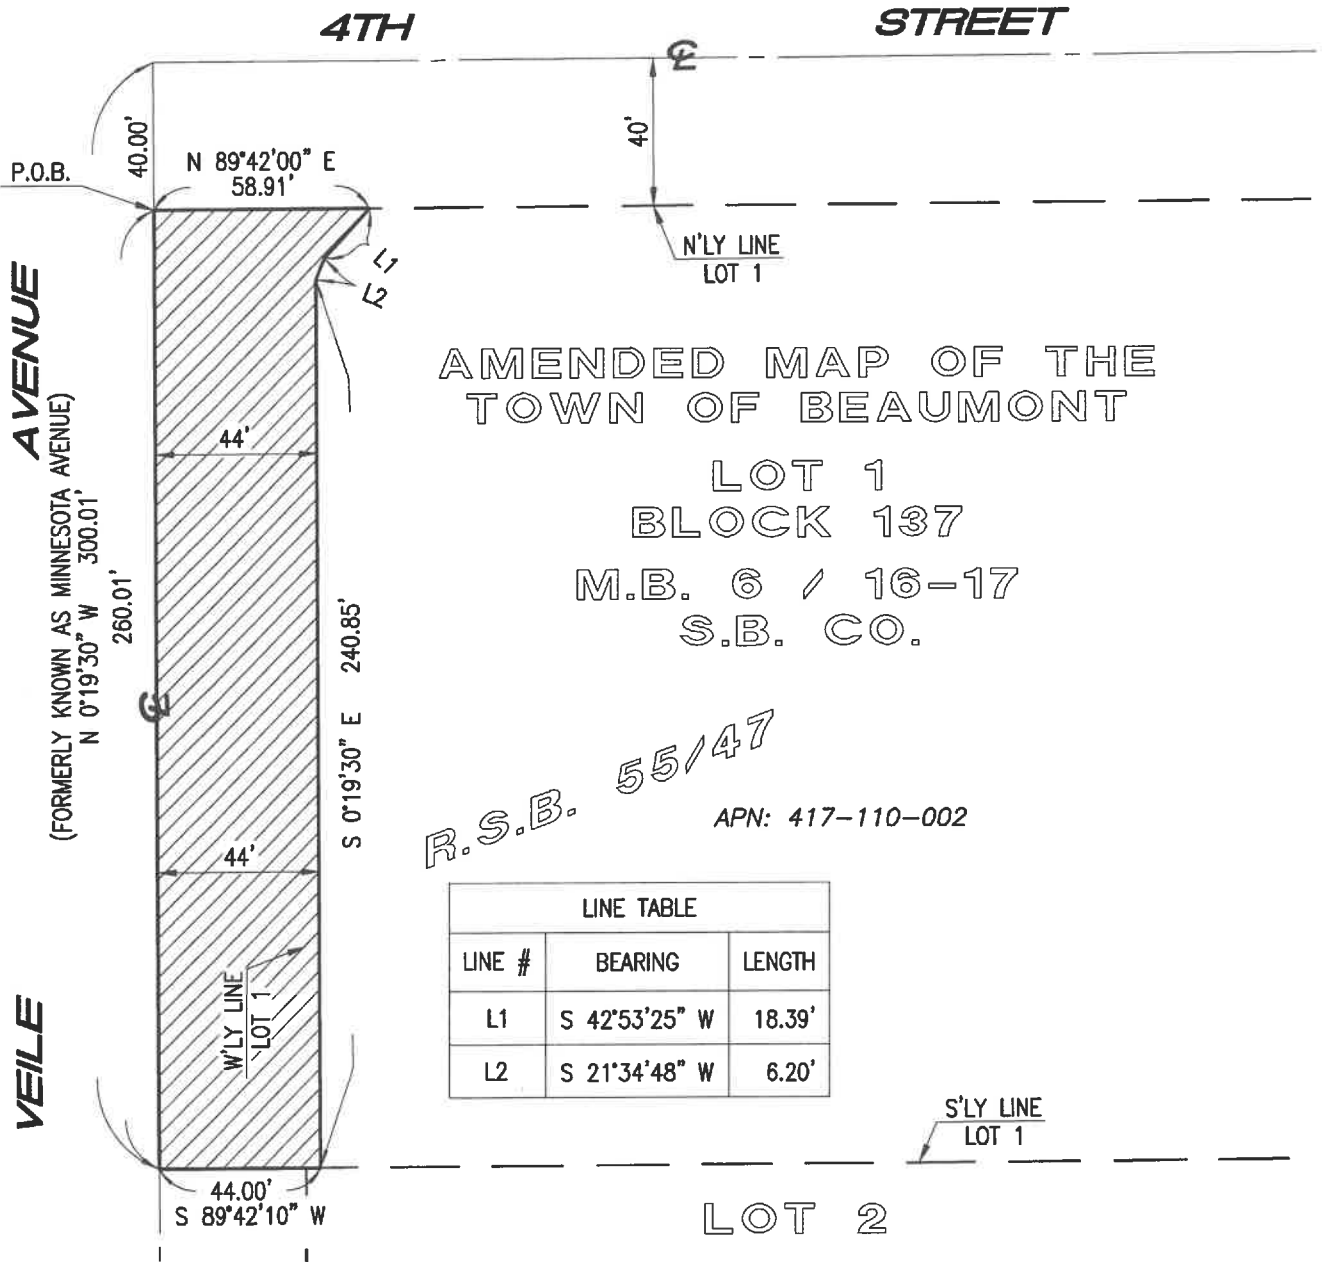 4TH STREET
℄
40.00'
40'
P.O.B.
N 89°42'00" E
58.91'
N'LY LINE
LOT 1
L1
L2
AVENUE
VEILE
(FORMERLY KNOWN AS MINNESOTA AVENUE)
N 0°19'30" W 300.01'
260.01'
℄
44'
S 0°19'30" E 240.85'
44'
W'LY LINE
LOT 1
AMENDED MAP OF THE
TOWN OF BEAUMONT
LOT 1
BLOCK 137
M.B. 6 / 16-17
S.B. CO.
R.S.B. 55/47
APN: 417-110-002
LINE TABLE
LINE # BEARING LENGTH
L1 S 42°53'25" W 18.39'
L2 S 21°34'48" W 6.20'
S'LY LINE
LOT 1
44.00'
S 89°42'10" W
LOT 2